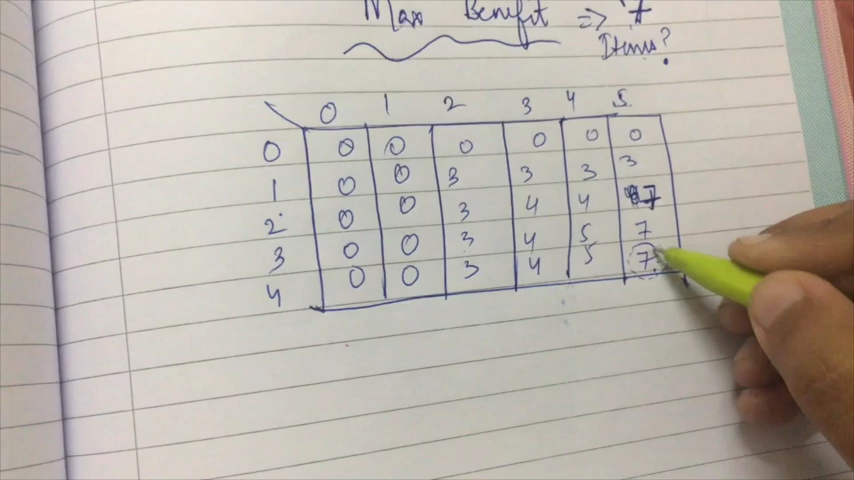 Max Benefit => 7
Items?
0 1 2 3 4 5
0 0 0 0 0 0 0
1 0 0 3 3 3 3
2 0 0 3 4 4 7
3 0 0 3 4 5 7
4 0 0 3 4 5 7